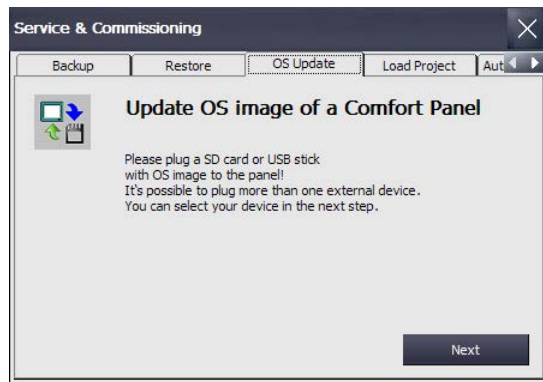 Service & Commissioning
Backup
Restore
OS Update
Load Project
Aut
Update OS image of a Comfort Panel
Please plug a SD card or USB stick
with OS image to the panel!
It's possible to plug more than one external device.
You can select your device in the next step.
Next